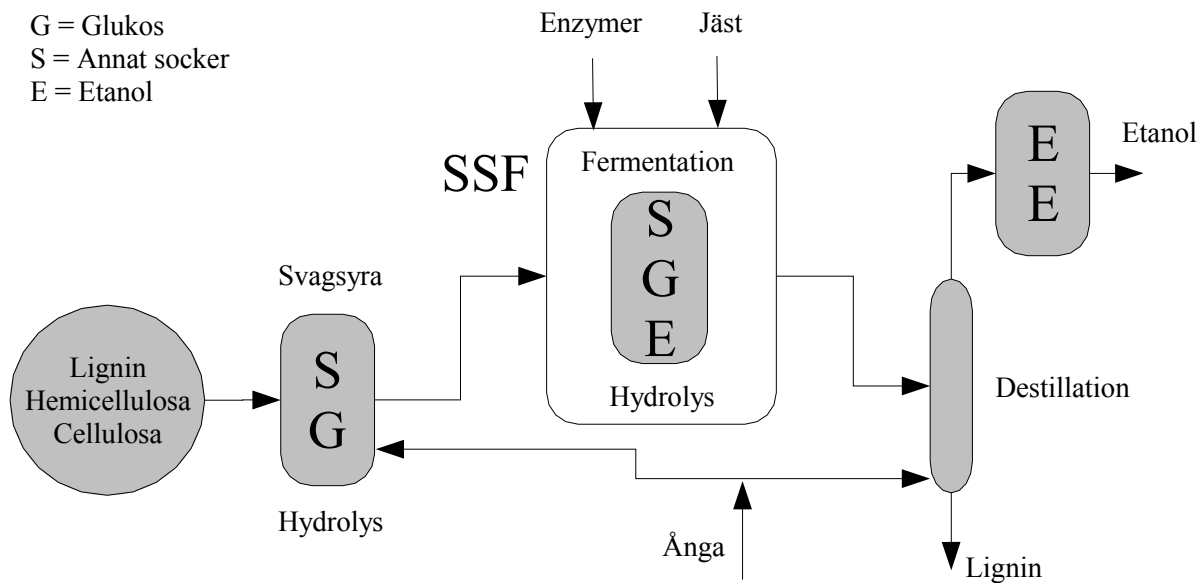 G = Glukos
S = Annat socker
E = Etanol
Enzymer
Jäst
SSF
Fermentation
S
G
E
Hydrolys
E
E
Etanol
Svagsyra
S
G
Hydrolys
Lignin
Hemicellulosa
Cellulosa
Destillation
Ånga
Lignin